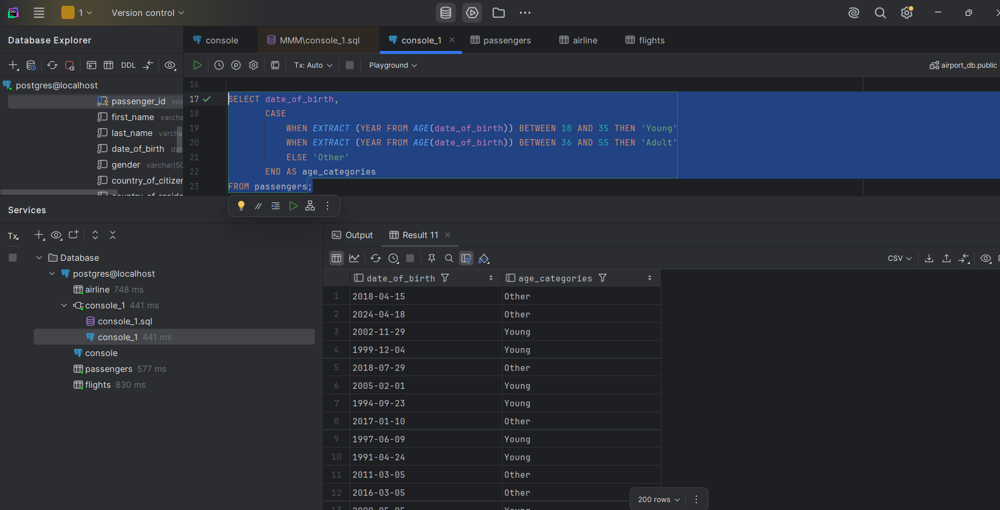 1
Version control
Database Explorer
console
MMM\console_1.sql
console_1
passengers
airline
flights
DDL
Tx: Auto
Playground
airport_db.public
postgres@localhost
passenger_id inte
first_name varcha
last_name varcha
date_of_birth dat
gender varchar(50
country_of_citizer
16
17 SELECT date_of_birth,
18 CASE
19 WHEN EXTRACT (YEAR FROM AGE(date_of_birth)) BETWEEN 18 AND 35 THEN 'Young'
20 WHEN EXTRACT (YEAR FROM AGE(date_of_birth)) BETWEEN 36 AND 55 THEN 'Adult'
21 ELSE 'Other'
22 END AS age_categories
23 FROM passengers;
Services
Tx
Database
postgres@localhost
airline 748 ms
console_1 441 ms
console_1.sql
console_1 441 ms
console
passengers 577 ms
flights 830 ms
Output
Result 11
CSV
date_of_birth age_categories
1 2018-04-15 Other
2 2024-04-18 Other
3 2002-11-29 Young
4 1999-12-04 Young
5 2018-07-29 Other
6 2005-02-01 Young
7 1994-09-23 Young
8 2017-01-10 Other
9 1997-06-09 Young
10 1991-04-24 Young
11 2011-03-05 Other
12 2016-03-05 Other
200 rows